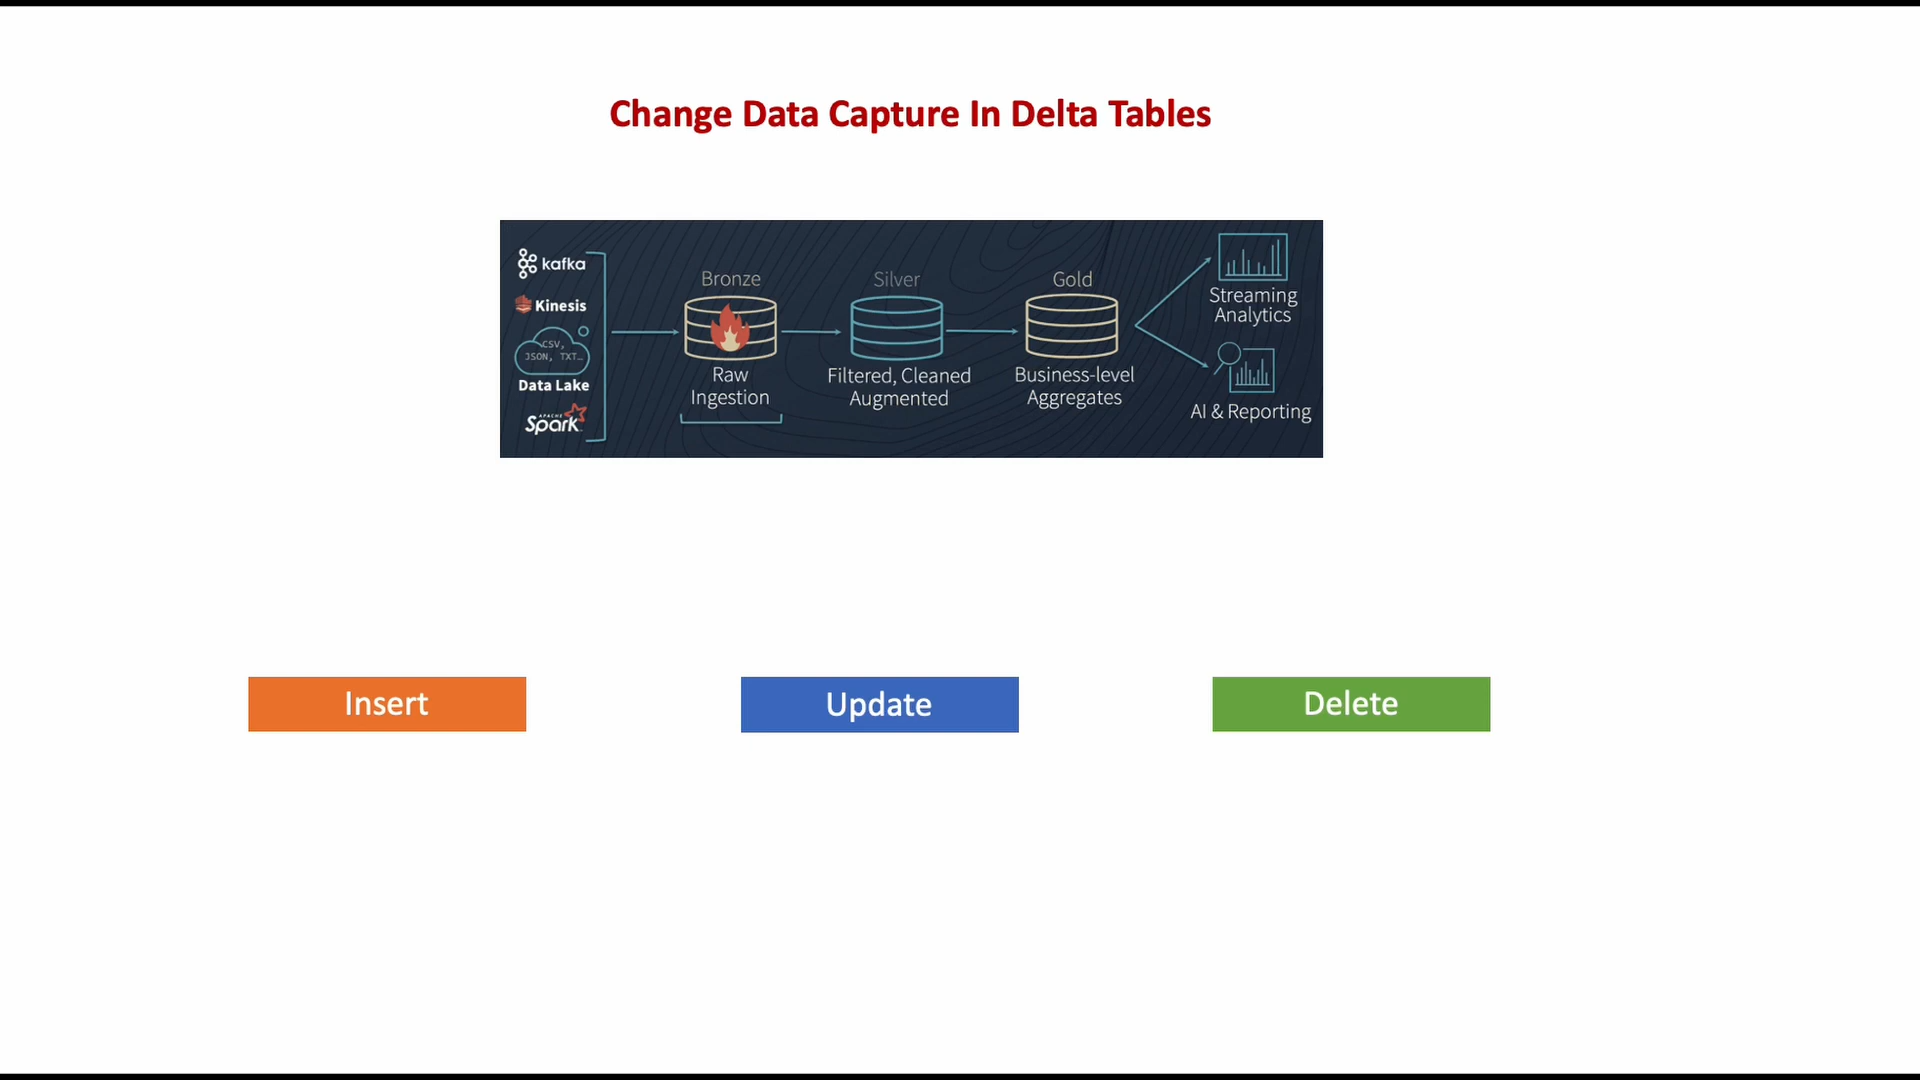 Change Data Capture In Delta Tables
kafka
Kinesis
CSV,
JSON, TXT...
Data Lake
APACHE
Spark
Bronze
Raw
Ingestion
Silver
Filtered, Cleaned
Augmented
Gold
Business-level
Aggregates
Streaming
Analytics
AI & Reporting
Insert
Update
Delete